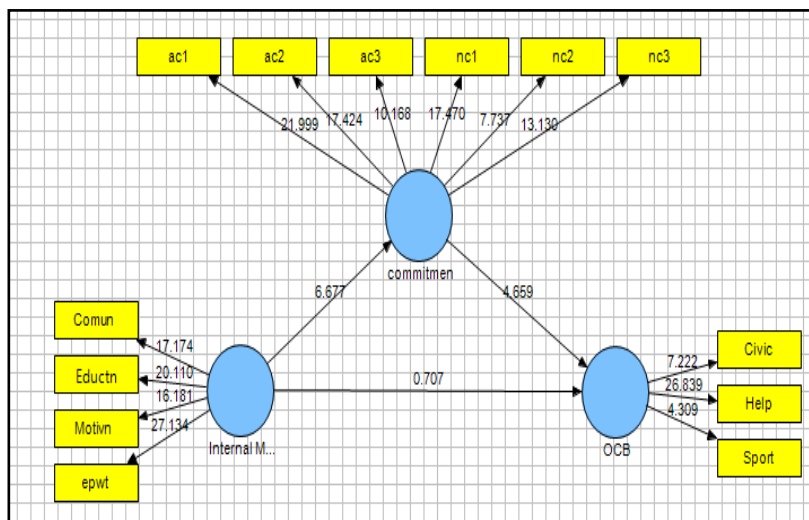 ac1 ac2 ac3 nc1 nc2 nc3
21.999 17.424 10.168 17.470 7.737 13.130
commitmen
6.677 4.659
Comun
17.174
Eductn
20.110
Motivn
16.181
epwt
27.134
Internal M...
0.707
OCB
7.222
Civic
26.839
Help
4.309
Sport